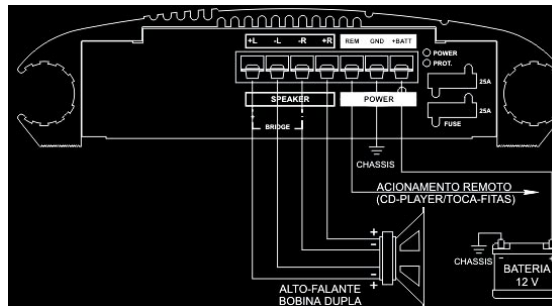 +L -L -R +R REM GND +BATT
POWER
PROT.
25A
SPEAKER POWER
25A
BRIDGE
FUSE
CHASSIS
ACIONAMENTO REMOTO
(CD-PLAYER/TOCA-FITAS)
+
-
-
+
ALTO-FALANTE
BOBINA DUPLA
CHASSIS
- +
BATERIA
12 V